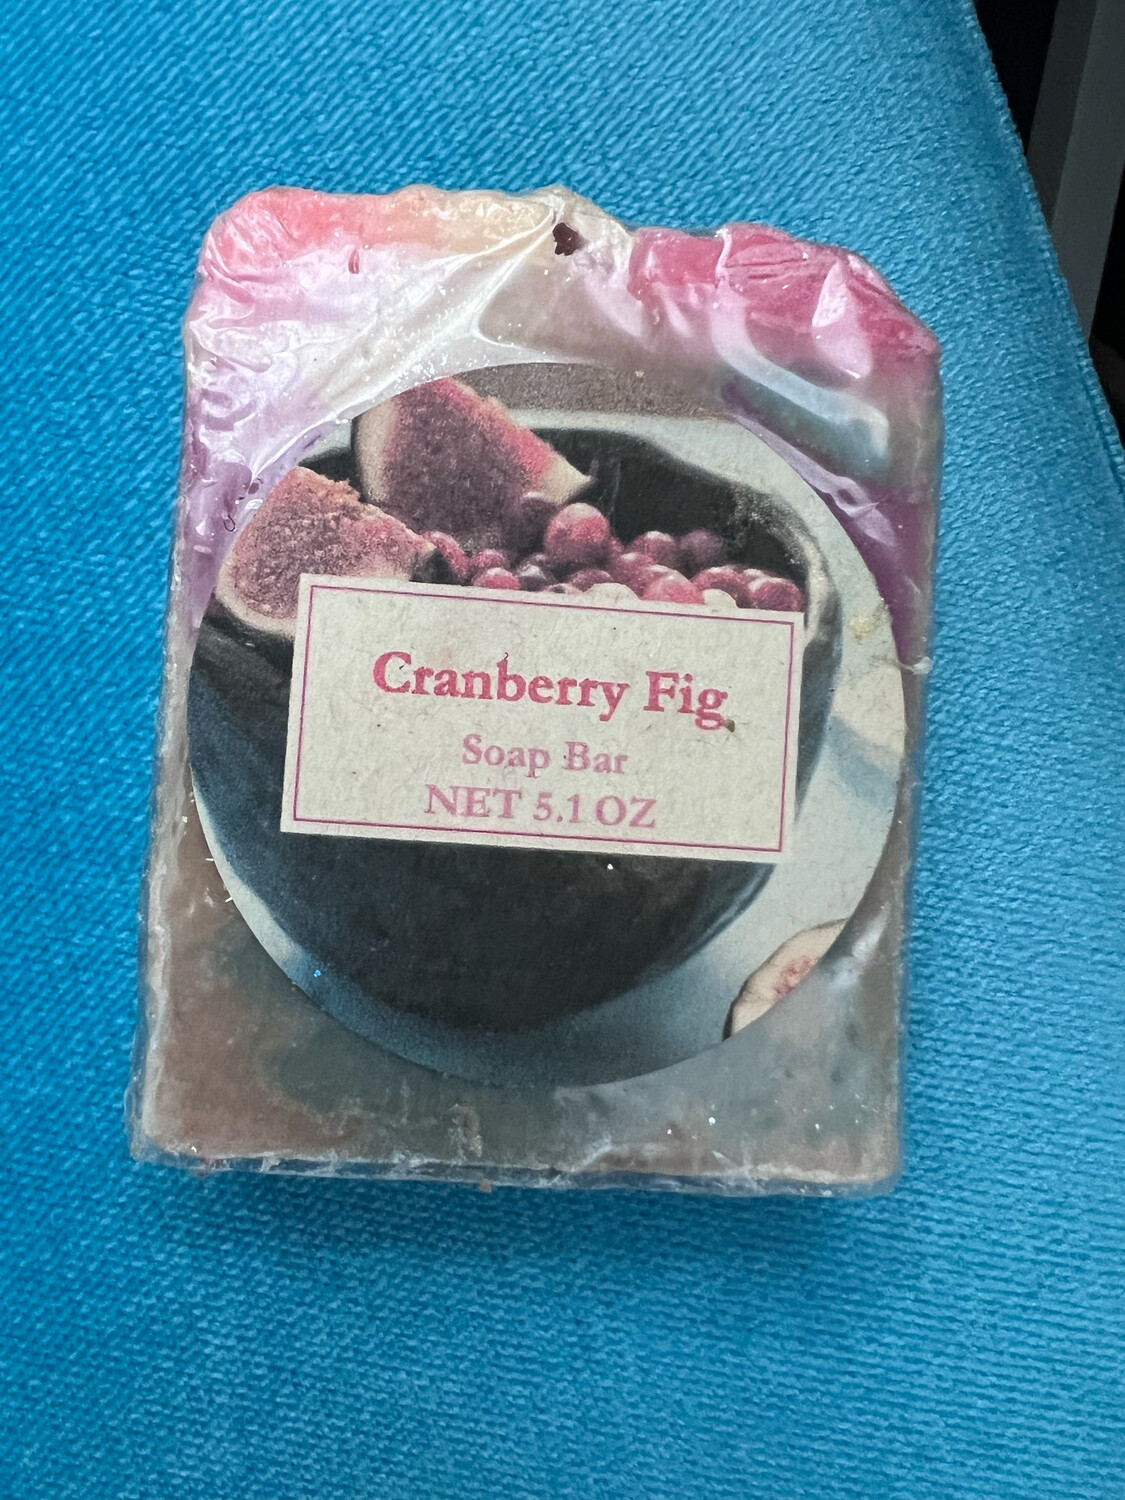 Cranberry Fig
Soap Bar
NET 5.1 OZ